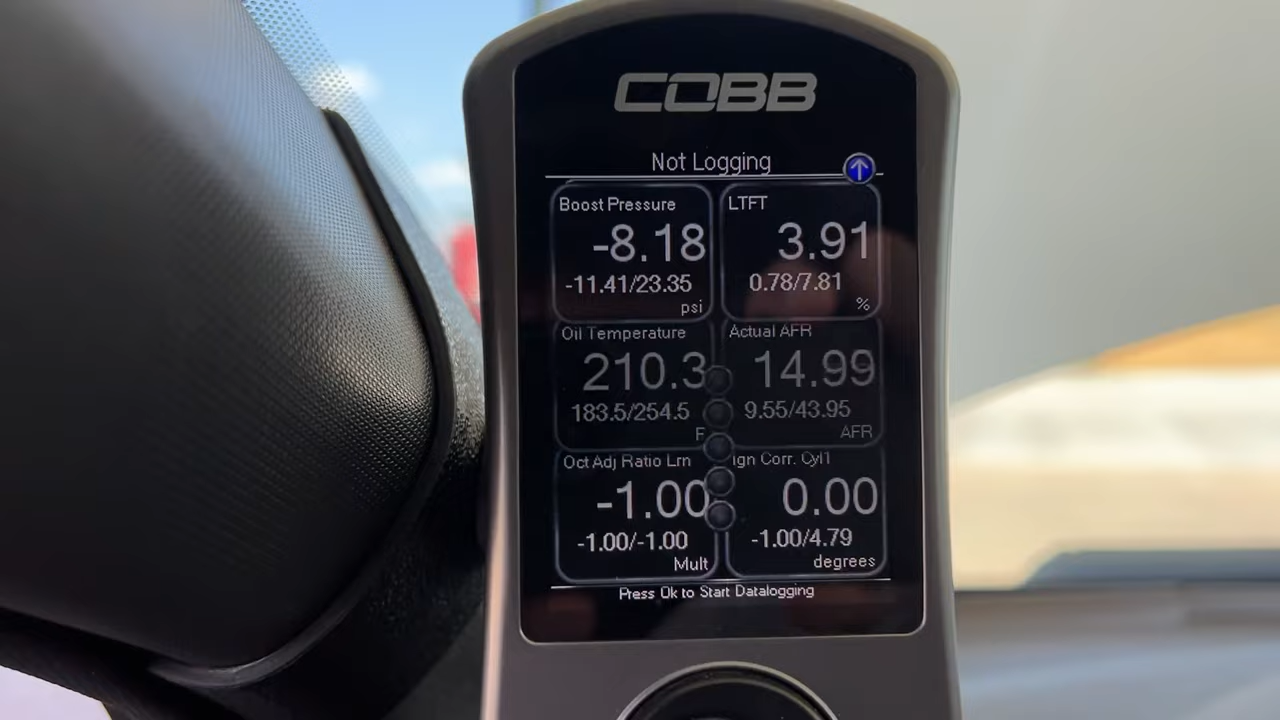 COBB
Not Logging
Boost Pressure
-8.18
-11.41/23.35
psi
LTFT
3.91
0.78/7.81
%
Oil Temperature
210.3
183.5/254.5
F
Actual AFR
14.99
9.55/43.95
AFR
Oct Adj Ratio Lrn
-1.00
-1.00/-1.00
Mult
Ign Corr. Cyl1
0.00
-1.00/4.79
degrees
Press Ok to Start Datalogging